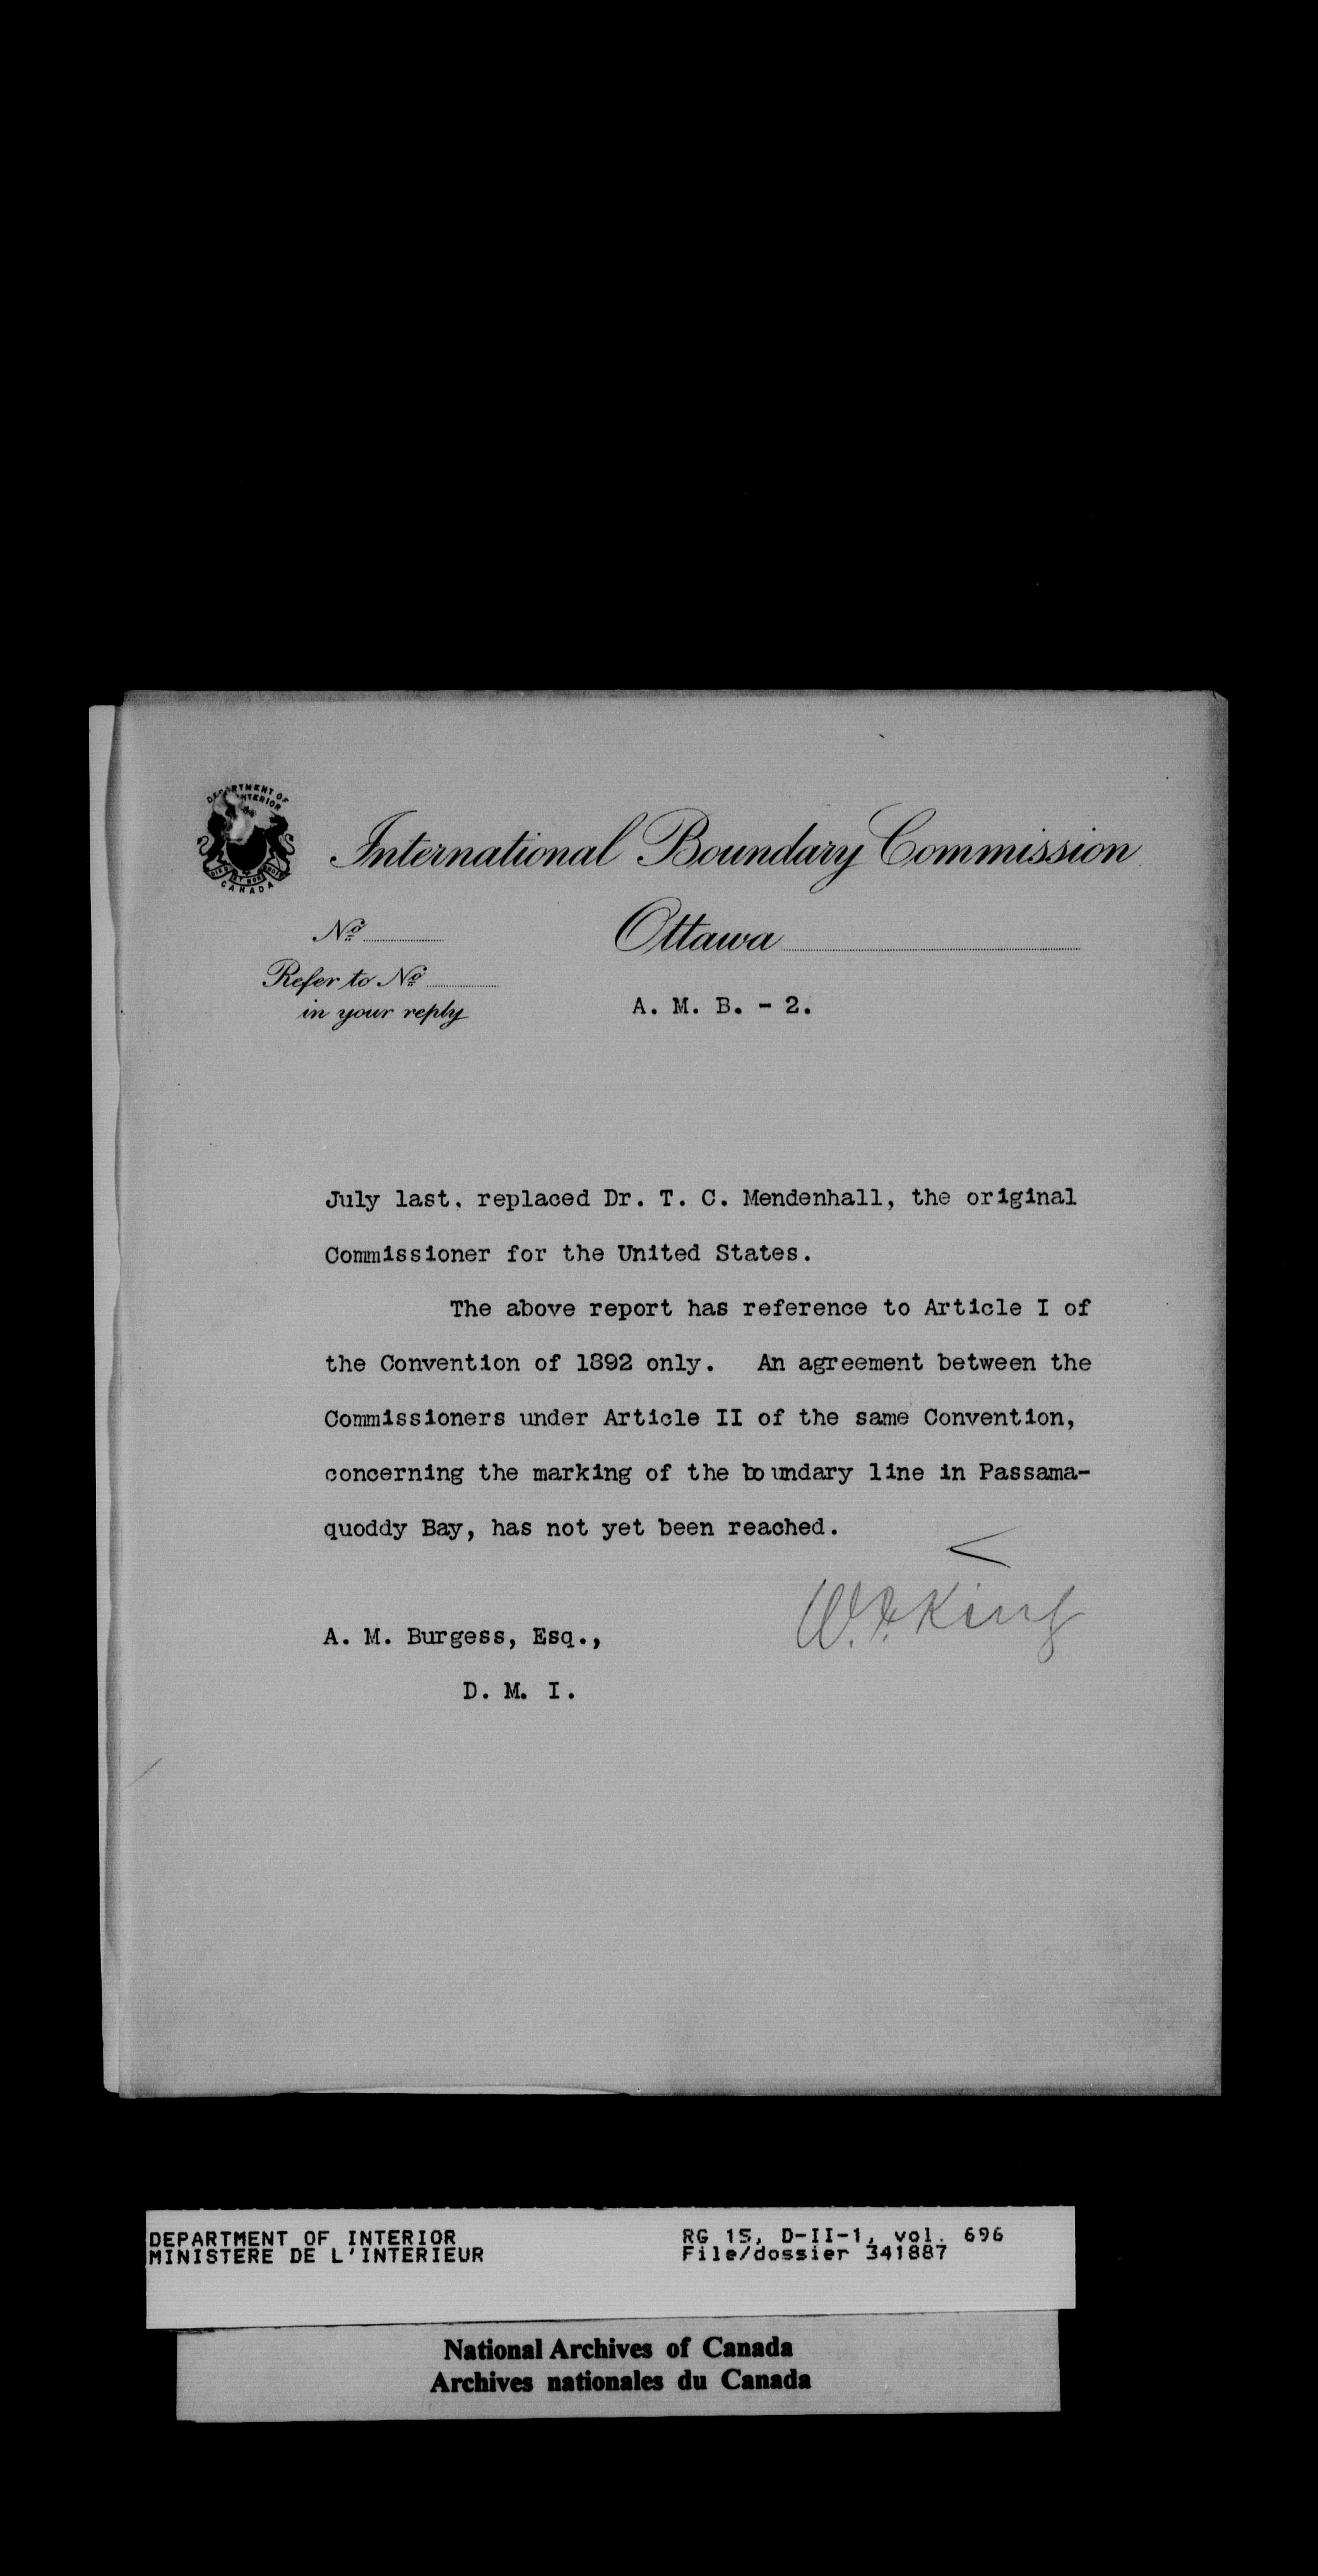 DEPARTMENT OF
INTERIOR
CANADA
International Boundary Commission
No
Ottawa
Refer to No
in your reply
A. M. B. - 2.
July last, replaced Dr. T. C. Mendenhall, the original
Commissioner for the United States.
The above report has reference to Article I of
the Convention of 1892 only. An agreement between the
Commissioners under Article II of the same Convention,
concerning the marking of the boundary line in Passama-
quoddy Bay, has not yet been reached.
W.F. King
A. M. Burgess, Esq.,
D. M. I.
DEPARTMENT OF INTERIOR
MINISTERE DE L'INTERIEUR
RG 15, D-II-1, vol. 696
File/dossier 341887
National Archives of Canada
Archives nationales du Canada